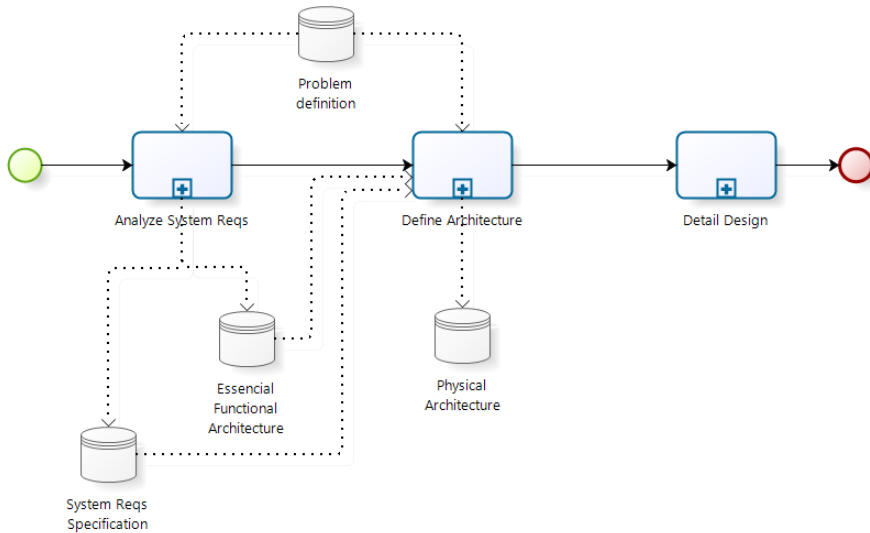 Problem
definition
Analyze System Reqs
Define Architecture
Detail Design
Essencial
Functional
Architecture
Physical
Architecture
System Reqs
Specification